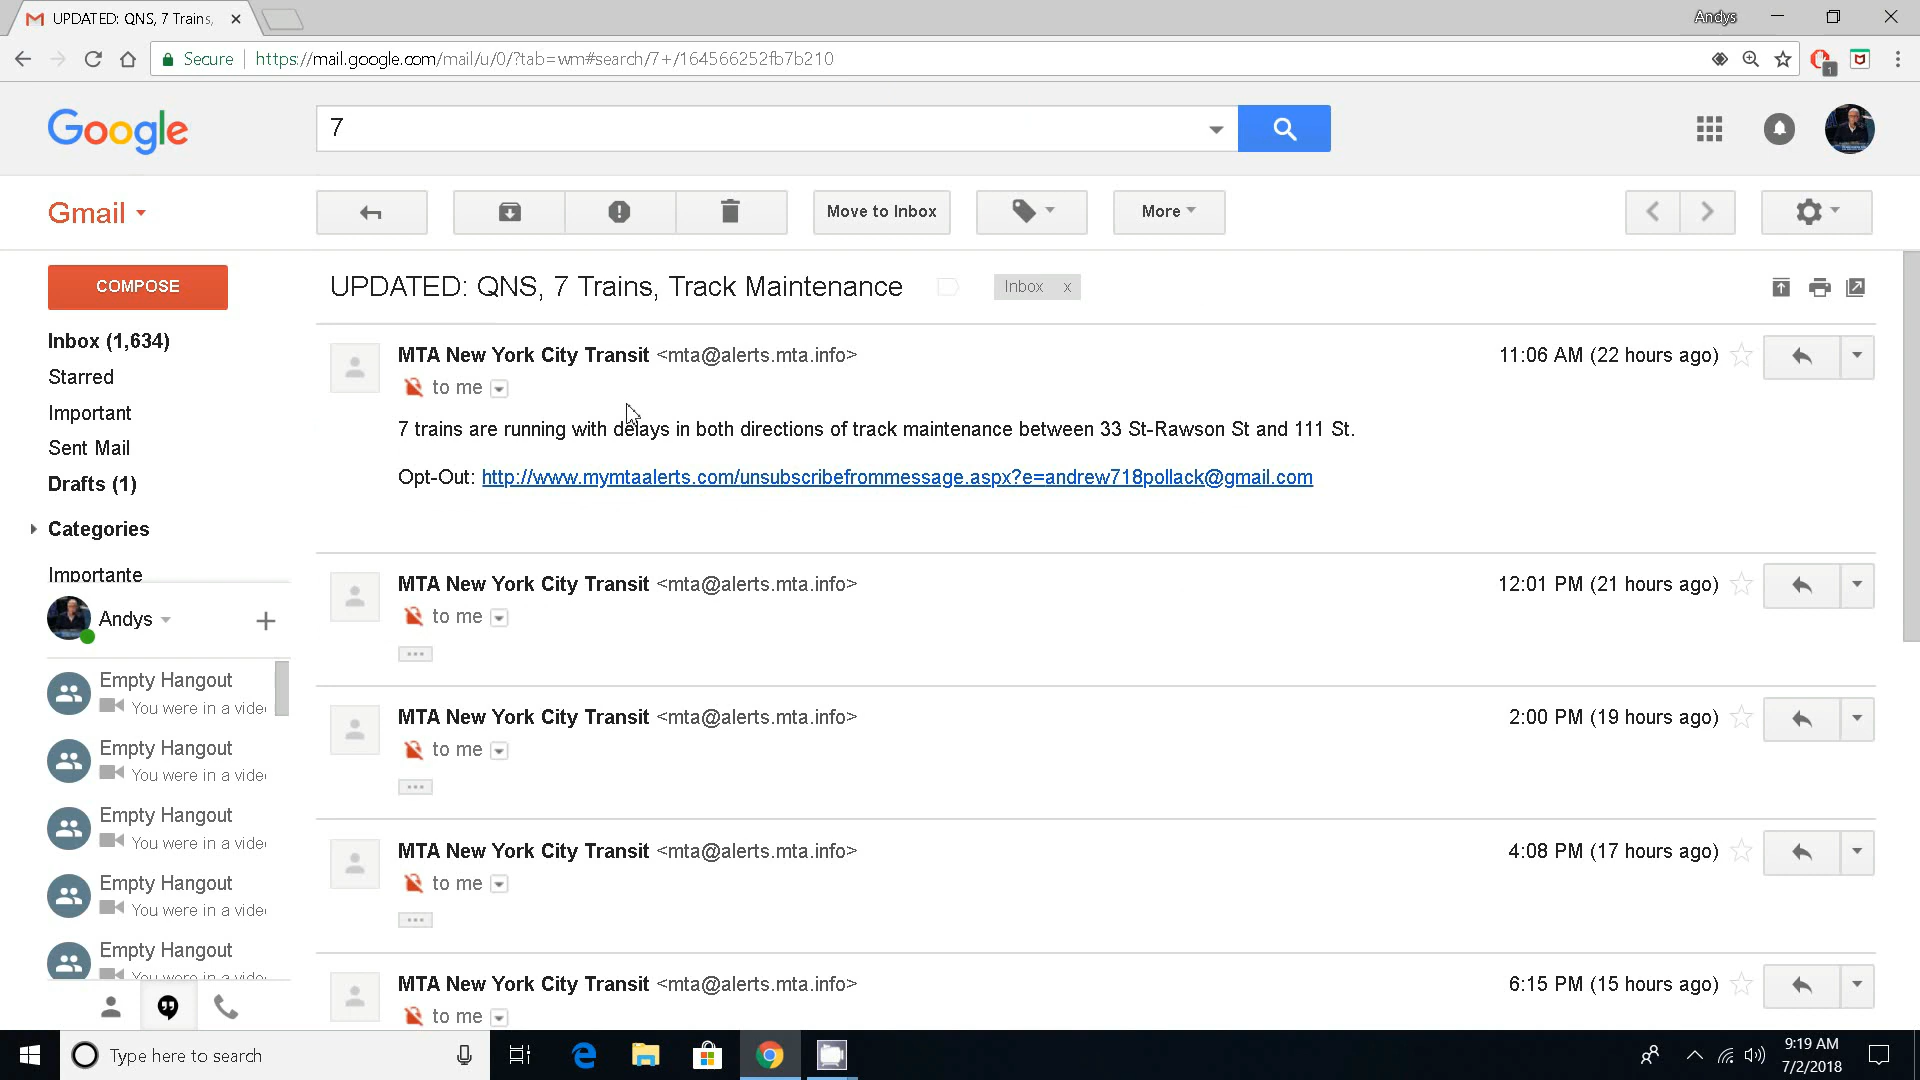 UPDATED: QNS, 7 Trains,
Andys
Secure
https://mail.google.com/mail/u/0/?tab=wm#search/7+/164566252fb7b210
1
Google
7
Gmail
Move to Inbox
More
COMPOSE
UPDATED: QNS, 7 Trains, Track Maintenance
Inbox x
Inbox (1,634)
Starred
Important
Sent Mail
Drafts (1)
Categories
Importante
Andys
Empty Hangout
You were in a vide
Empty Hangout
You were in a vide
Empty Hangout
You were in a vide
Empty Hangout
You were in a vide
Empty Hangout
You were in a vide
MTA New York City Transit <mta@alerts.mta.info>
11:06 AM (22 hours ago)
to me
7 trains are running with delays in both directions of track maintenance between 33 St-Rawson St and 111 St.
Opt-Out: http://www.mymtaalerts.com/unsubscribefrommessage.aspx?e=andrew718pollack@gmail.com
MTA New York City Transit <mta@alerts.mta.info>
12:01 PM (21 hours ago)
to me
MTA New York City Transit <mta@alerts.mta.info>
2:00 PM (19 hours ago)
to me
MTA New York City Transit <mta@alerts.mta.info>
4:08 PM (17 hours ago)
to me
MTA New York City Transit <mta@alerts.mta.info>
6:15 PM (15 hours ago)
to me
Type here to search
9:19 AM
7/2/2018